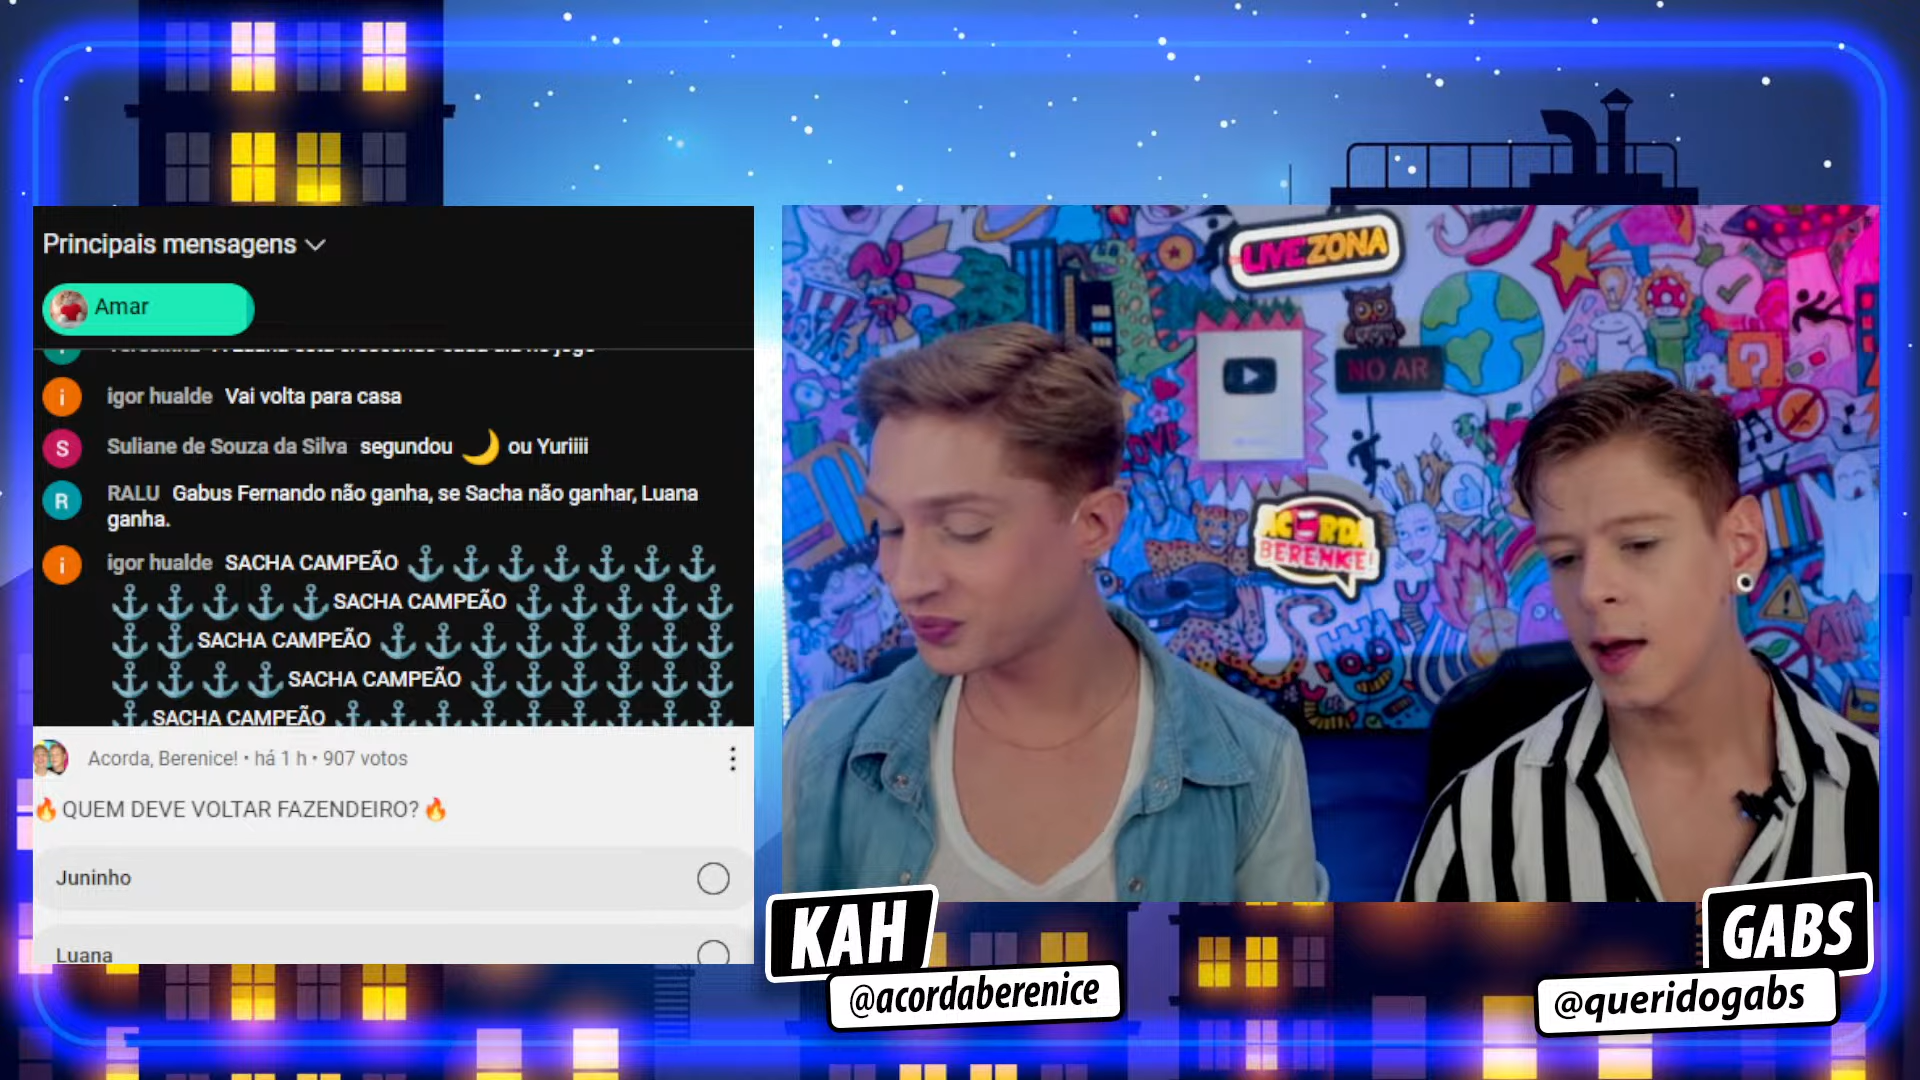 Principais mensagens
Amar
igor hualde Vai volta para casa
Suliane de Souza da Silva segundou 🌙 ou Yuriiii
RALU Gabus Fernando não ganha, se Sacha não ganhar, Luana
ganha.
igor hualde SACHA CAMPEÃO ⚓⚓⚓⚓⚓⚓⚓
⚓⚓⚓⚓⚓SACHA CAMPEÃO ⚓⚓⚓⚓⚓
⚓⚓SACHA CAMPEÃO ⚓⚓⚓⚓⚓⚓⚓⚓
⚓⚓⚓⚓SACHA CAMPEÃO ⚓⚓⚓⚓⚓⚓
⚓SACHA CAMPEÃO ⚓⚓⚓⚓⚓⚓⚓⚓⚓
Acorda, Berenice! • há 1 h • 907 votos
🔥QUEM DEVE VOLTAR FAZENDEIRO?🔥
Juninho
Luana
LIVEZONA
NO AR
ACORDA,
BERENICE!
KAH
@acordaberenice
GABS
@queridogabs